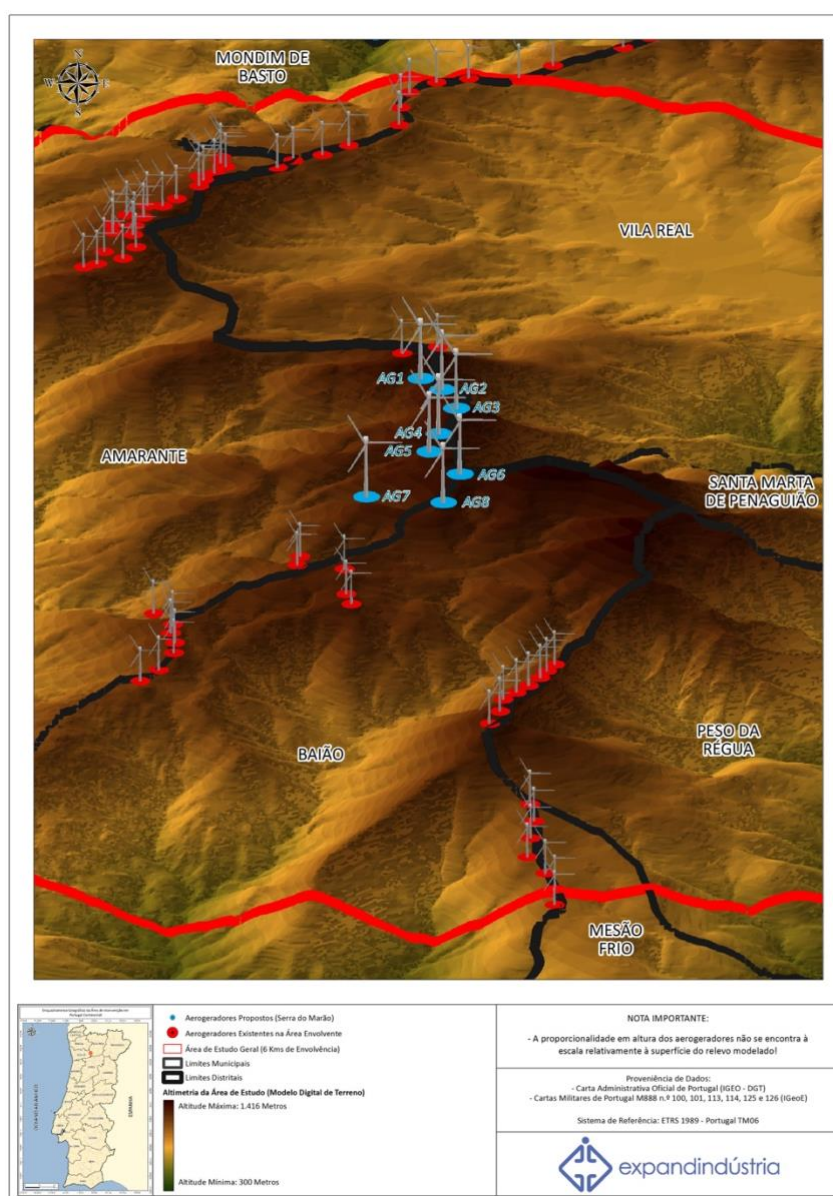 N
W
E
S
MONDIM DE
BASTO
VILA REAL
AG1
AG2
AG3
AG4
AG5
AG6
AG7
AG8
AMARANTE
SANTA MARTA
DE PENAGUIÃO
BAIÃO
PESO DA
RÉGUA
MESÃO
FRIO
Aerogeradores Propostos (Serra do Marão)
Aerogeradores Existentes na Área Envolvente
Área de Estudo Geral (6 Kms de Envolvência)
Limites Municipais
Limites Distritais
Altimetria da Área de Estudo (Modelo Digital de Terreno)
Altitude Máxima: 1.416 Metros
Altitude Mínima: 300 Metros
ESPANHA
NOTA IMPORTANTE:
- A proporcionalidade em altura dos aerogeradores não se encontra à
escala relativamente à superfície do relevo modelado!
Proveniência de Dados:
- Carta Administrativa Oficial de Portugal (IGEO - DGT)
- Cartas Militares de Portugal M888 n.º 100, 101, 113, 114, 125 e 126 (IGeoE)
Sistema de Referência: ETRS 1989 - Portugal TM06
expandindústria